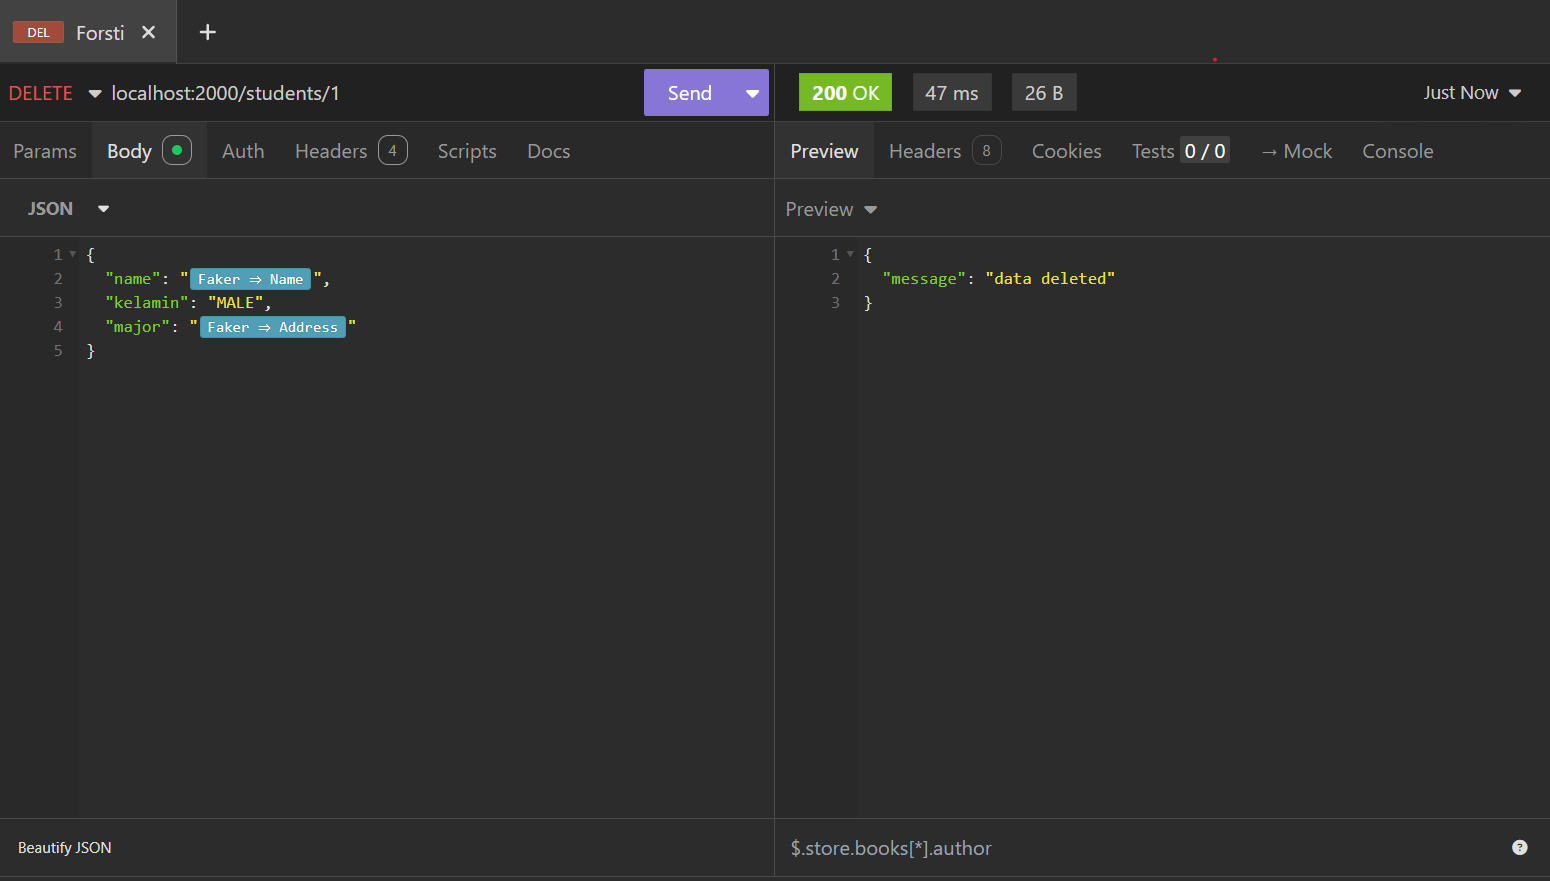 DEL Forsti
DELETE localhost:2000/students/1 Send
200 OK 47 ms 26 B Just Now
Params Body Auth Headers 4 Scripts Docs
Preview Headers 8 Cookies Tests 0 / 0 → Mock Console
JSON
Preview
1 {
2 "name": "Faker ⇒ Name",
3 "kelamin": "MALE",
4 "major": "Faker ⇒ Address"
5 }
1 {
2 "message": "data deleted"
3 }
Beautify JSON
$.store.books[*].author
?